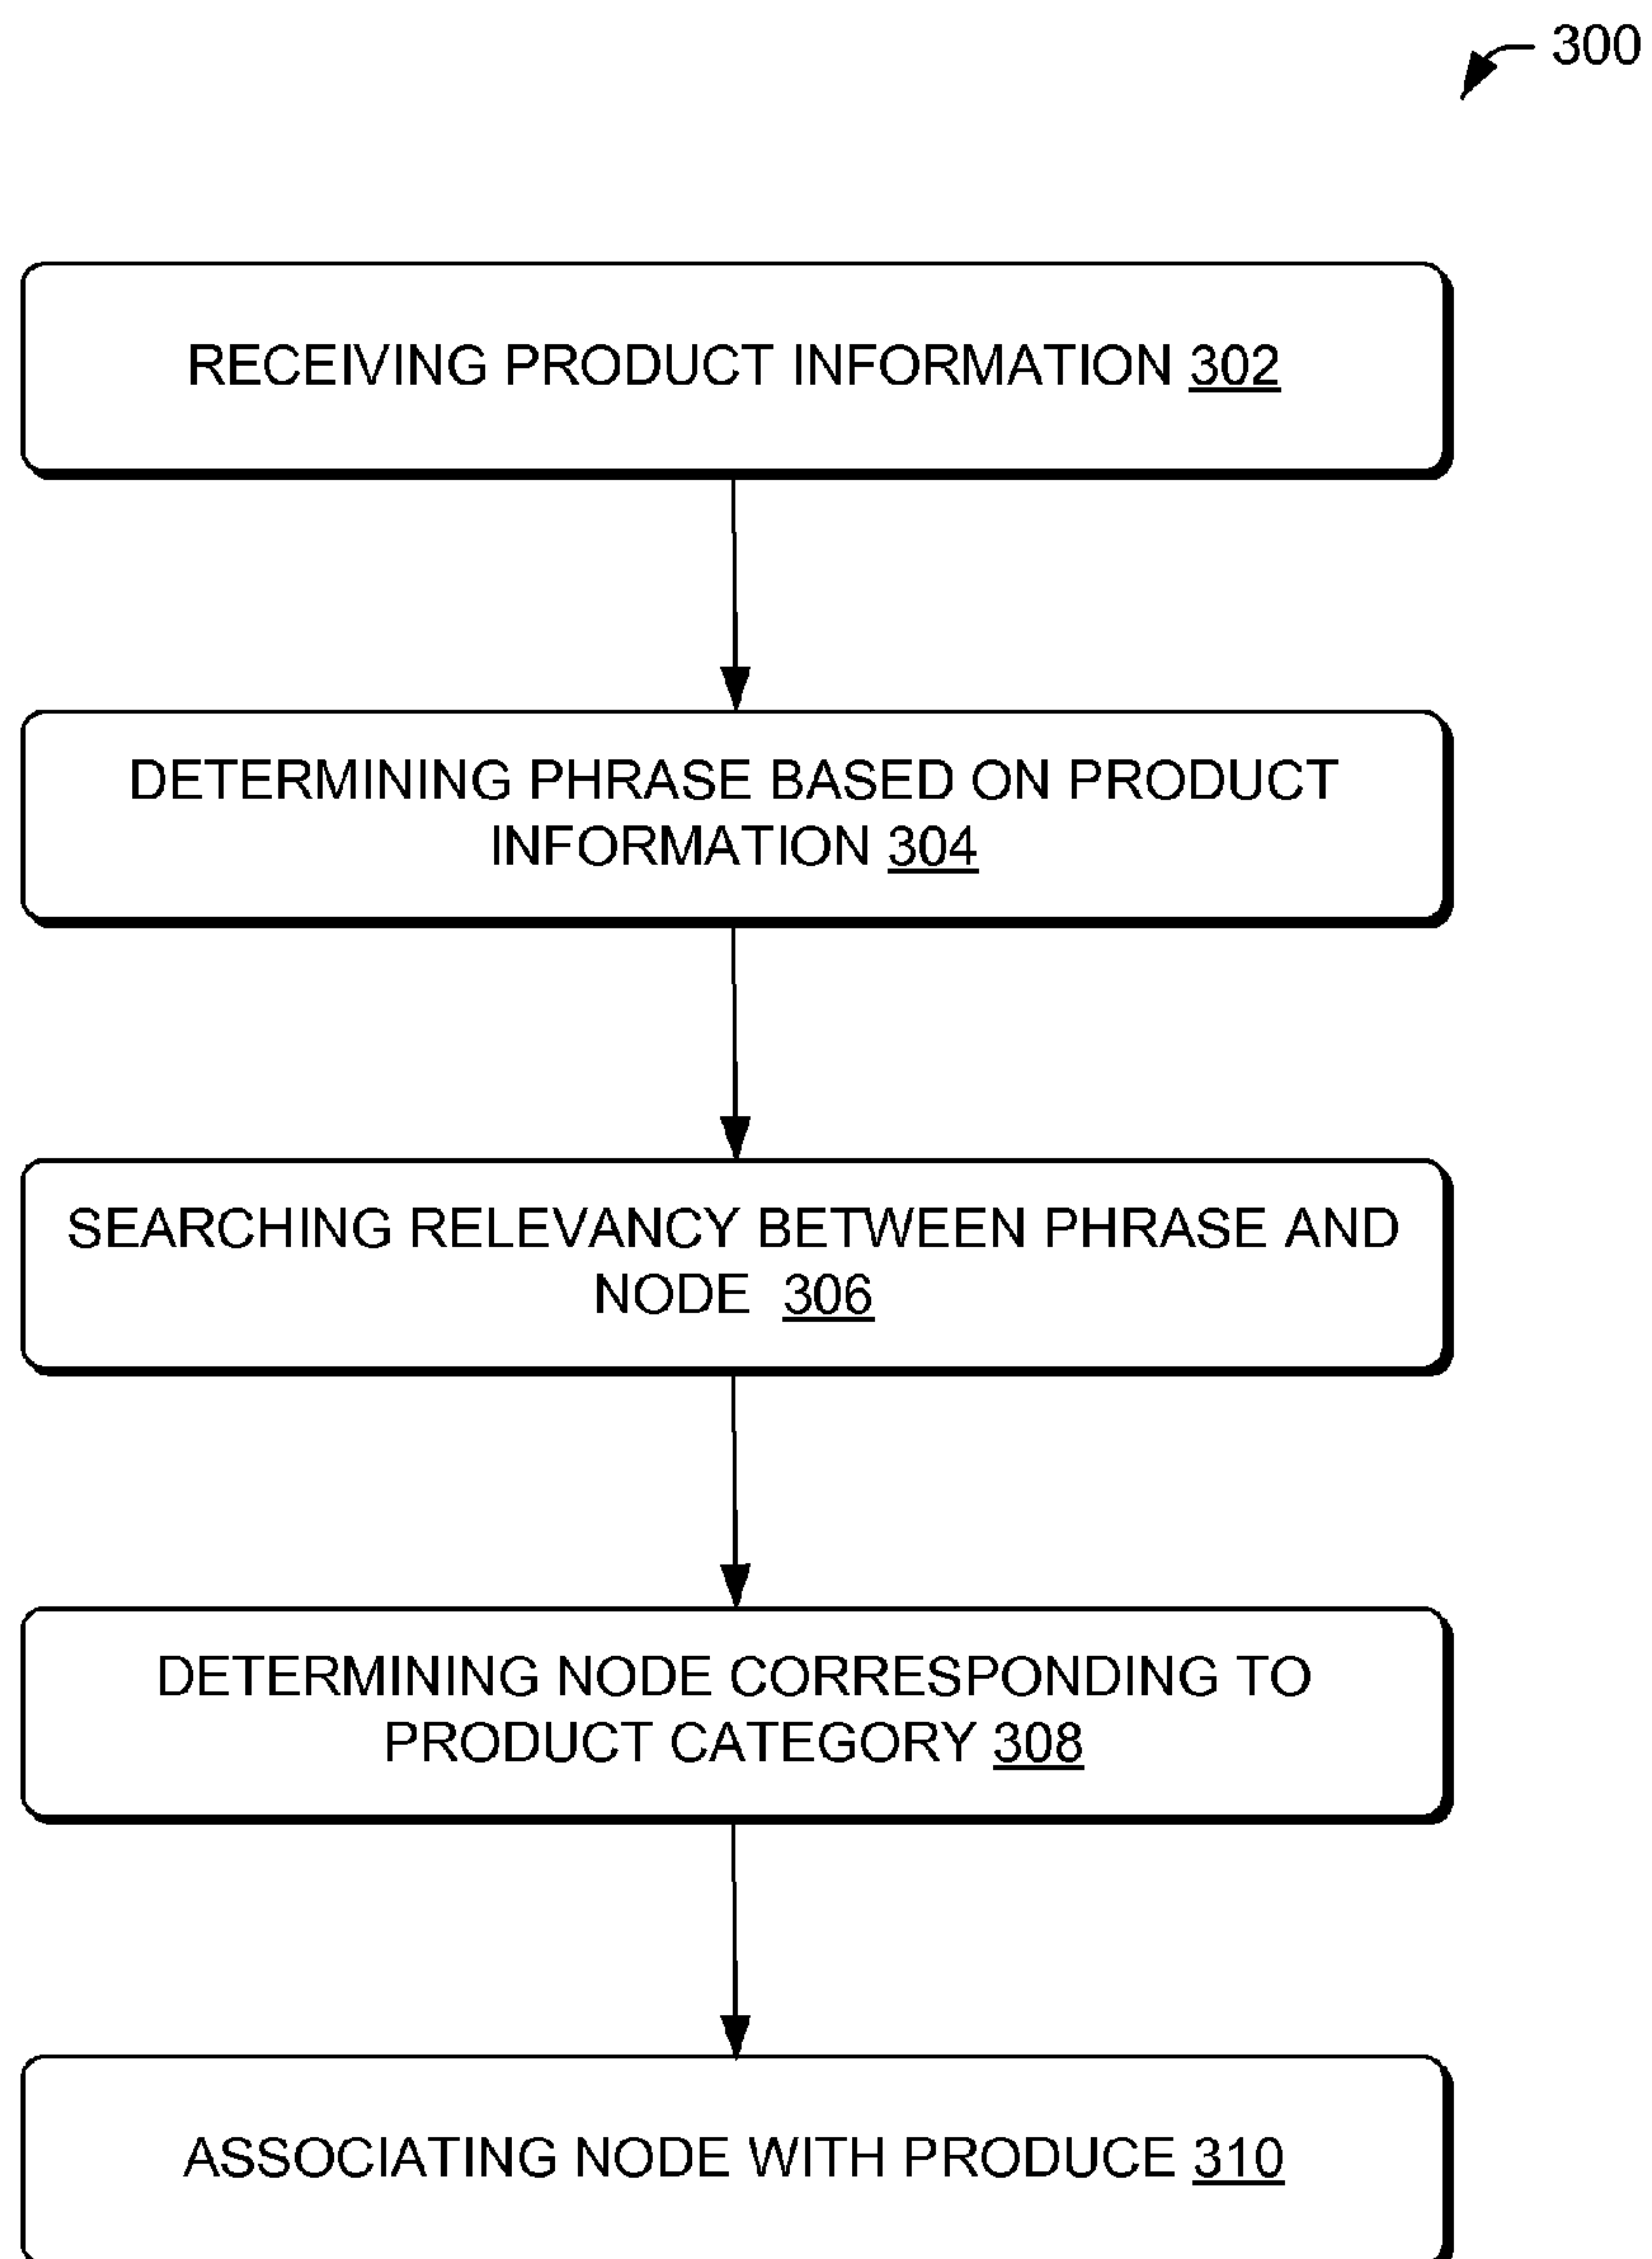 300
RECEIVING PRODUCT INFORMATION 302
DETERMINING PHRASE BASED ON PRODUCT
INFORMATION 304
SEARCHING RELEVANCY BETWEEN PHRASE AND
NODE 306
DETERMINING NODE CORRESPONDING TO
PRODUCT CATEGORY 308
ASSOCIATING NODE WITH PRODUCE 310